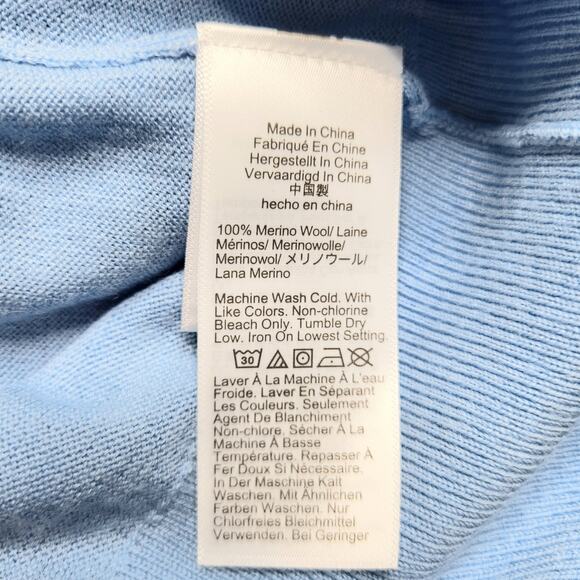 Made In China
Fabriqué En Chine
Hergestellt In China
Vervaardigd In China
中国製
hecho en china
100% Merino Wool/ Laine
Mérinos/ Merinowolle/
Merinowol/ メリノウール/
Lana Merino
Machine Wash Cold. With
Like Colors. Non-chlorine
Bleach Only. Tumble Dry
Low. Iron On Lowest Setting.
30
Laver À La Machine À L'eau
Froide. Laver En Séparant
Les Couleurs. Seulement
Agent De Blanchiment
Non-chlore. Sécher À La
Machine À Basse
Température. Repasser À
Fer Doux Si Nécessaire.
In Der Maschine Kalt
Waschen. Mit Ähnlichen
Farben Waschen. Nur
Chlorfreies Bleichmittel
Verwenden. Bei Geringer